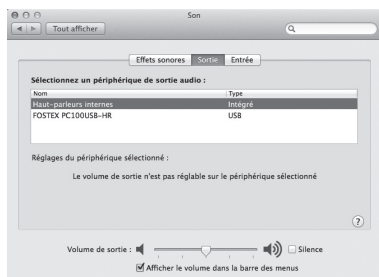 Son
Tout afficher
Effets sonores Sortie Entrée
Sélectionnez un périphérique de sortie audio :
Nom Type
Haut-parleurs internes Intégré
FOSTEX PC100USB-HR USB
Réglages du périphérique sélectionné :
Le volume de sortie n'est pas réglable sur le périphérique sélectionné
?
Volume de sortie : Silence
Afficher le volume dans la barre des menus